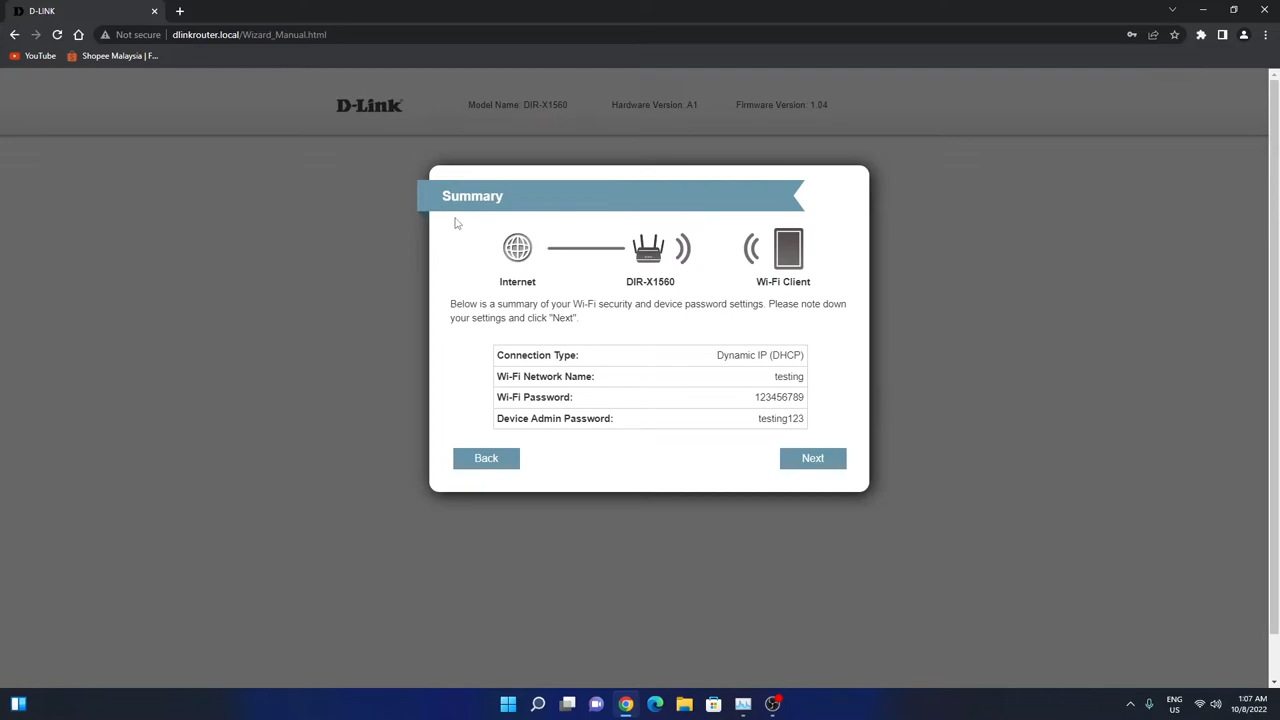 D-LINK
Not secure
dlinkrouter.local/Wizard_Manual.html
YouTube
Shopee Malaysia | F...
D-Link
Model Name: DIR-X1560
Hardware Version: A1
Firmware Version: 1.04
Summary
Internet
DIR-X1560
Wi-Fi Client
Below is a summary of your Wi-Fi security and device password settings. Please note down
your settings and click "Next".
Connection Type: Dynamic IP (DHCP)
Wi-Fi Network Name: testing
Wi-Fi Password: 123456789
Device Admin Password: testing123
Back
Next
ENG
US
1:07 AM
10/8/2022